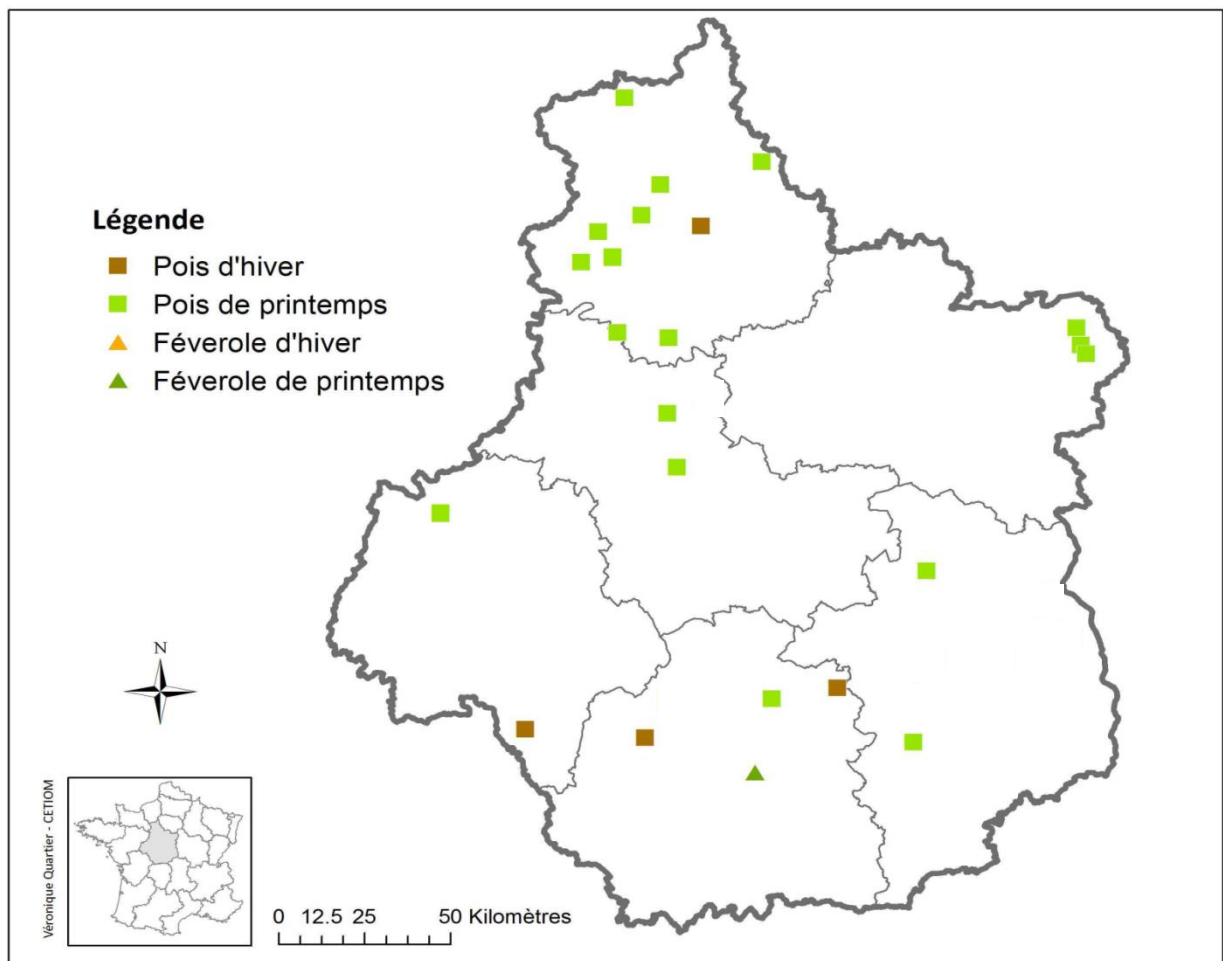 Légende
Pois d'hiver
Pois de printemps
Féverole d'hiver
Féverole de printemps
N
Véronique Quartier - CETIOM
0 12.5 25 50 Kilomètres